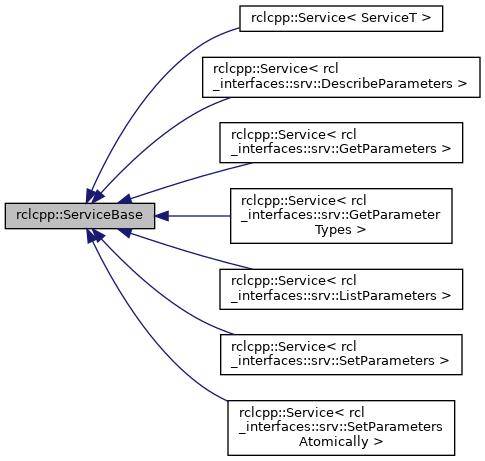 rclcpp::Service< ServiceT >
rclcpp::Service< rcl
_interfaces::srv::DescribeParameters >
rclcpp::Service< rcl
_interfaces::srv::GetParameters >
rclcpp::ServiceBase
rclcpp::Service< rcl
_interfaces::srv::GetParameter
Types >
rclcpp::Service< rcl
_interfaces::srv::ListParameters >
rclcpp::Service< rcl
_interfaces::srv::SetParameters >
rclcpp::Service< rcl
_interfaces::srv::SetParameters
Atomically >